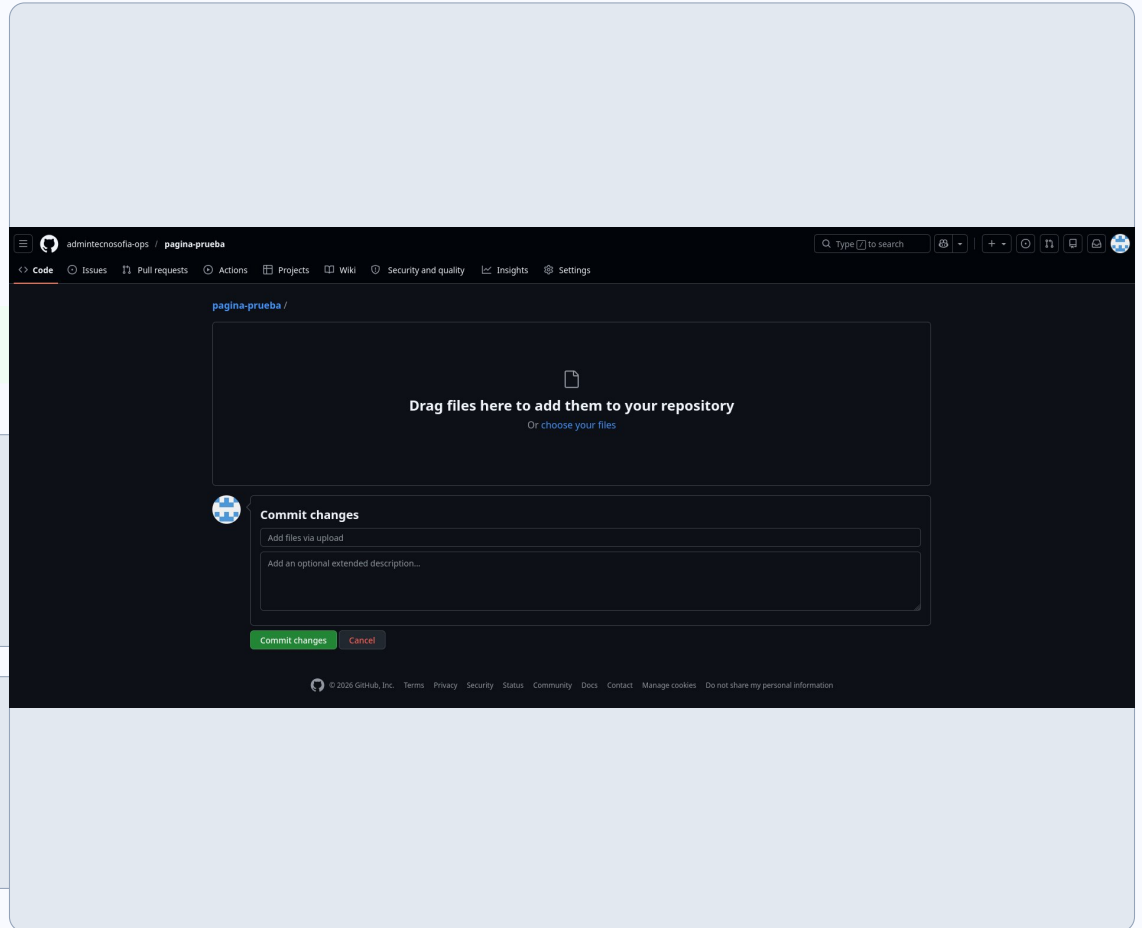 admintecnosofia-ops / pagina-prueba
Type / to search
Code Issues Pull requests Actions Projects Wiki Security and quality Insights Settings
pagina-prueba /
Drag files here to add them to your repository
Or choose your files
Commit changes
Add files via upload
Add an optional extended description...
Commit changes Cancel
© 2026 GitHub, Inc. Terms Privacy Security Status Community Docs Contact Manage cookies Do not share my personal information